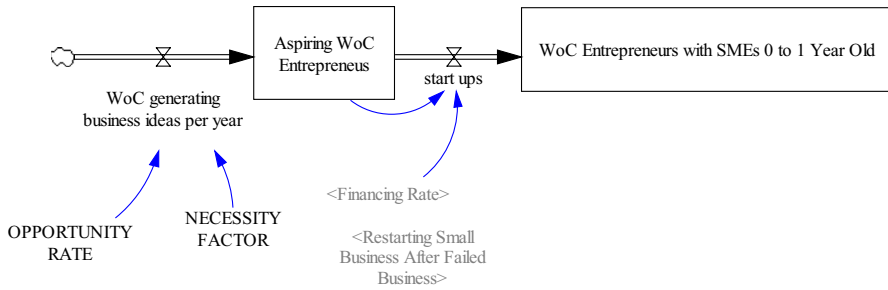 Aspiring WoC
Entrepreneus
WoC Entrepreneurs with SMEs 0 to 1 Year Old
start ups
WoC generating
business ideas per year
<Financing Rate>
OPPORTUNITY
RATE
NECESSITY
FACTOR
<Restarting Small
Business After Failed
Business>